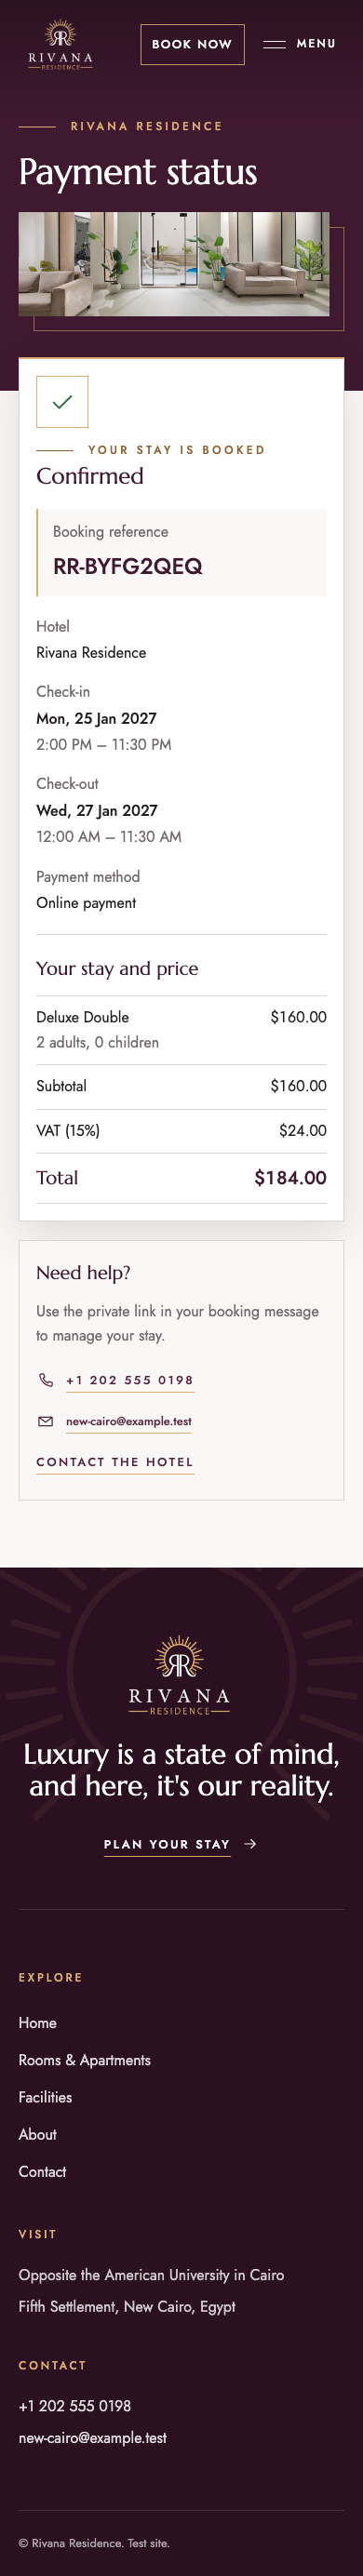 RIVANA
RESIDENCE
BOOK NOW
MENU
RIVANA RESIDENCE
Payment status
YOUR STAY IS BOOKED
Confirmed
Booking reference
RR-BYFG2QEQ
Hotel
Rivana Residence
Check-in
Mon, 25 Jan 2027
2:00 PM – 11:30 PM
Check-out
Wed, 27 Jan 2027
12:00 AM – 11:30 AM
Payment method
Online payment
Your stay and price
Deluxe Double $160.00
2 adults, 0 children
Subtotal $160.00
VAT (15%) $24.00
Total $184.00
Need help?
Use the private link in your booking message
to manage your stay.
+1 202 555 0198
new-cairo@example.test
CONTACT THE HOTEL
RIVANA
RESIDENCE
Luxury is a state of mind,
and here, it's our reality.
PLAN YOUR STAY
EXPLORE
Home
Rooms & Apartments
Facilities
About
Contact
VISIT
Opposite the American University in Cairo
Fifth Settlement, New Cairo, Egypt
CONTACT
+1 202 555 0198
new-cairo@example.test
© Rivana Residence. Test site.